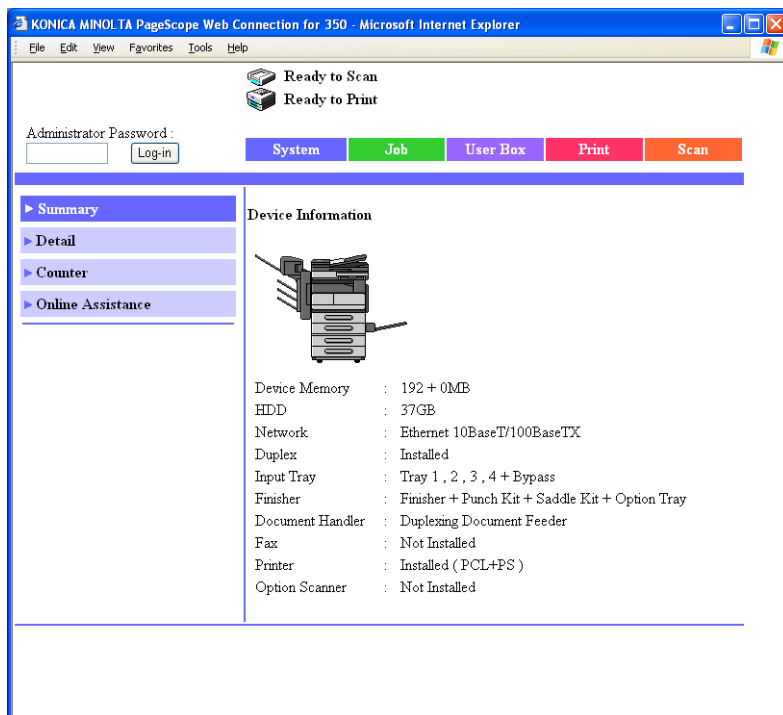 KONICA MINOLTA PageScope Web Connection for 350 - Microsoft Internet Explorer
File Edit View Favorites Tools Help
Ready to Scan
Ready to Print
Administrator Password :
Log-in
System Job User Box Print Scan
Summary
Detail
Counter
Online Assistance
Device Information
Device Memory : 192 + 0MB
HDD : 37GB
Network : Ethernet 10BaseT/100BaseTX
Duplex : Installed
Input Tray : Tray 1 , 2 , 3 , 4 + Bypass
Finisher : Finisher + Punch Kit + Saddle Kit + Option Tray
Document Handler : Duplexing Document Feeder
Fax : Not Installed
Printer : Installed ( PCL+PS )
Option Scanner : Not Installed